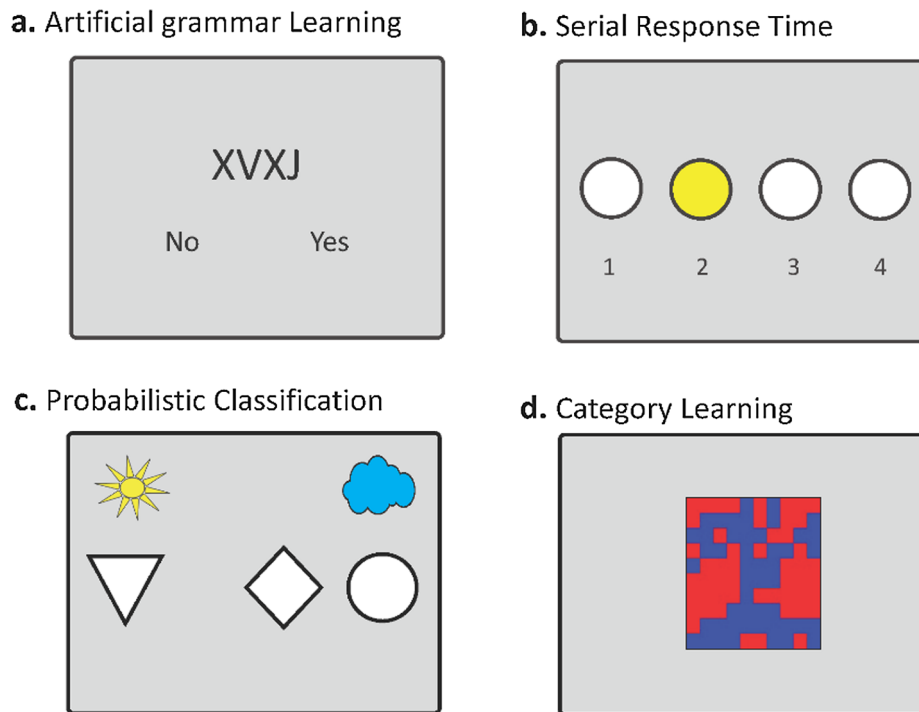 a. Artificial grammar Learning
XVXJ
No Yes
b. Serial Response Time
1 2 3 4
c. Probabilistic Classification
d. Category Learning